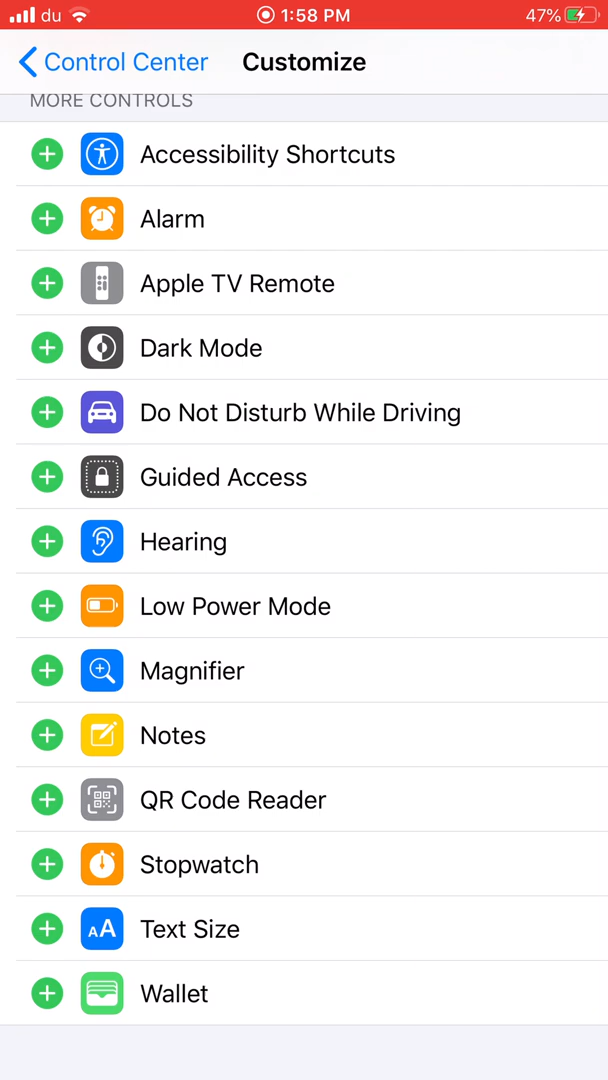 du 1:58 PM 47%
Control Center Customize
MORE CONTROLS
Accessibility Shortcuts
Alarm
Apple TV Remote
Dark Mode
Do Not Disturb While Driving
Guided Access
Hearing
Low Power Mode
Magnifier
Notes
QR Code Reader
Stopwatch
AA Text Size
Wallet